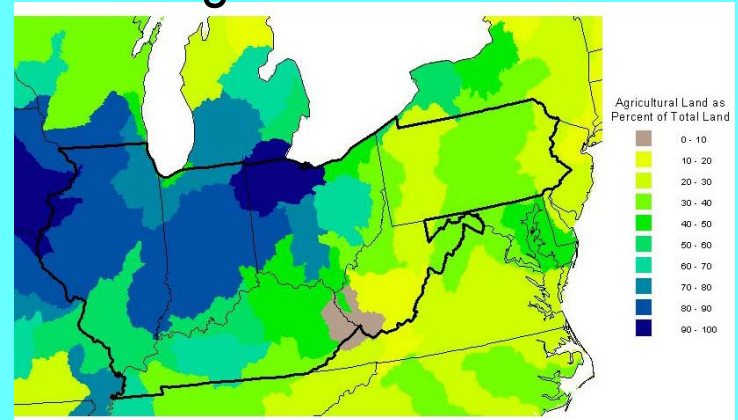 Agricultural Land as
Percent of Total Land
0 - 10
10 - 20
20 - 30
30 - 40
40 - 50
50 - 60
60 - 70
70 - 80
80 - 90
90 - 100